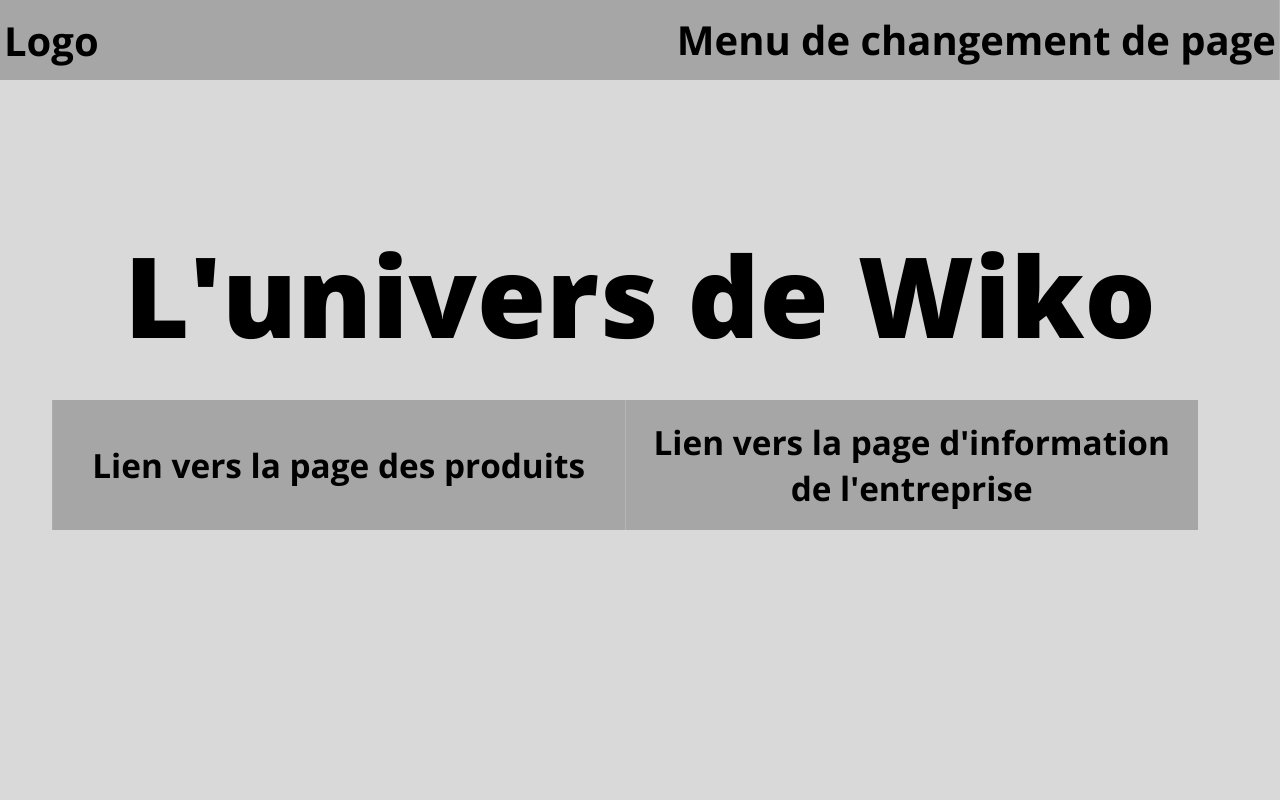 Logo
Menu de changement de page
L'univers de Wiko
Lien vers la page des produits
Lien vers la page d'information
de l'entreprise